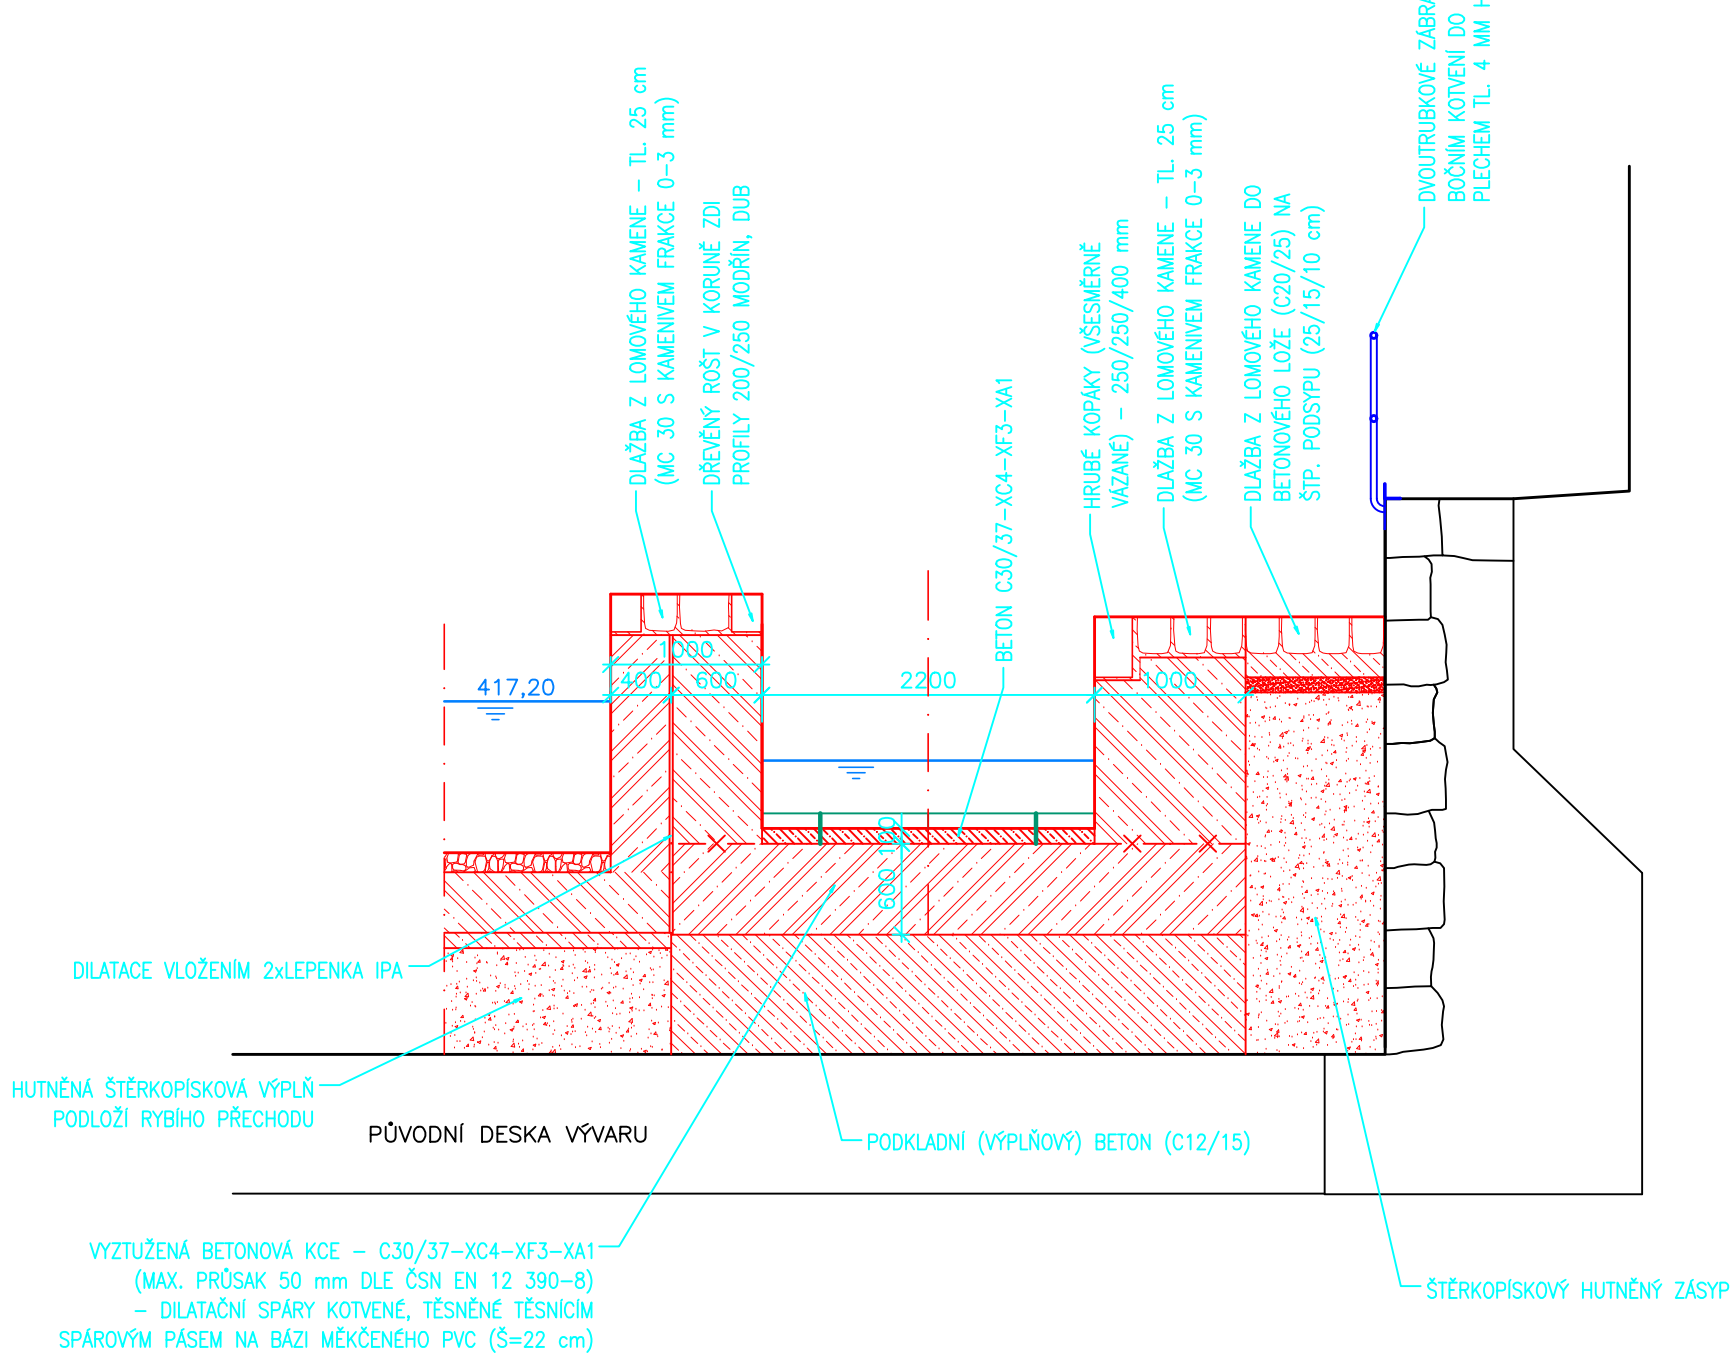 DLAŽBA Z LOMOVÉHO KAMENE – TL. 25 cm
(MC 30 S KAMENIVEM FRAKCE 0–3 mm)
DŘEVĚNÝ ROŠT V KORUNĚ ZDI
PROFILY 200/250 MODŘÍN, DUB
BETON C30/37–XC4–XF3–XA1
HRUBÉ KOPÁKY (VŠESMĚRNĚ
VÁZANÉ) – 250/250/400 mm
DLAŽBA Z LOMOVÉHO KAMENE – TL. 25 cm
(MC 30 S KAMENIVEM FRAKCE 0–3 mm)
DLAŽBA Z LOMOVÉHO KAMENE DO
BETONOVÉHO LOŽE (C20/25) NA
ŠTP. PODSYPU (25/15/10 cm)
DVOUTRUBKOVÉ
BOČNÍM KOTVENÍ DO
PLECHEM TL. 4 MM
1000
400
600
2200
1000
417,20
100
600
DILATACE VLOŽENÍM 2xLEPENKA IPA
HUTNĚNÁ ŠTĚRKOPÍSKOVÁ VÝPLŇ
PODLOŽÍ RYBÍHO PŘECHODU
PŮVODNÍ DESKA VÝVARU
PODKLADNÍ (VÝPLŇOVÝ) BETON (C12/15)
VYZTUŽENÁ BETONOVÁ KCE – C30/37–XC4–XF3–XA1
(MAX. PRŮSAK 50 mm DLE ČSN EN 12 390–8)
– DILATAČNÍ SPÁRY KOTVENÉ, TĚSNĚNÉ TĚSNÍCÍM
SPÁROVÝM PÁSEM NA BÁZI MĚKČENÉHO PVC (Š=22 cm)
ŠTĚRKOPÍSKOVÝ HUTNĚNÝ ZÁSYP